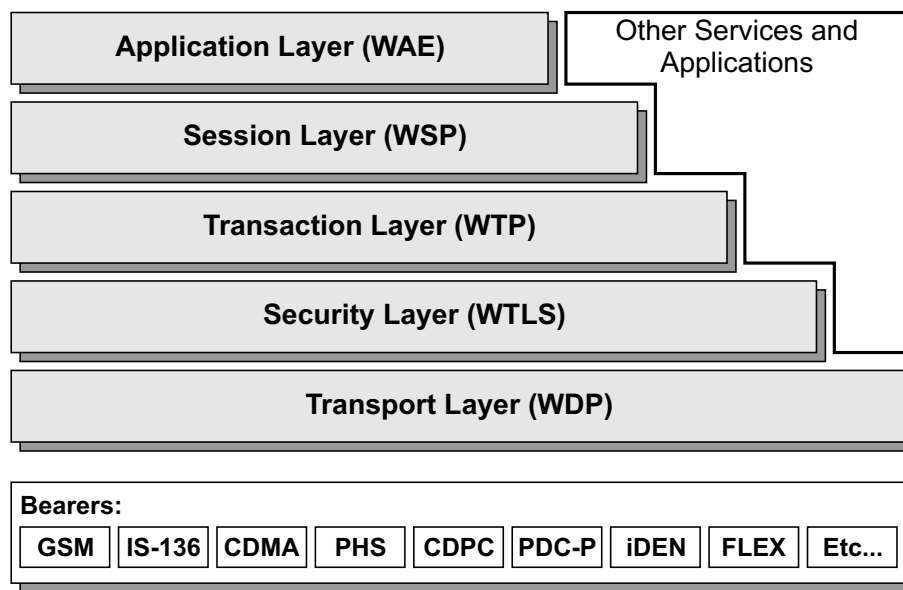 Application Layer (WAE)
Other Services and
Applications
Session Layer (WSP)
Transaction Layer (WTP)
Security Layer (WTLS)
Transport Layer (WDP)
Bearers:
GSM IS-136 CDMA PHS CDPC PDC-P iDEN FLEX Etc...